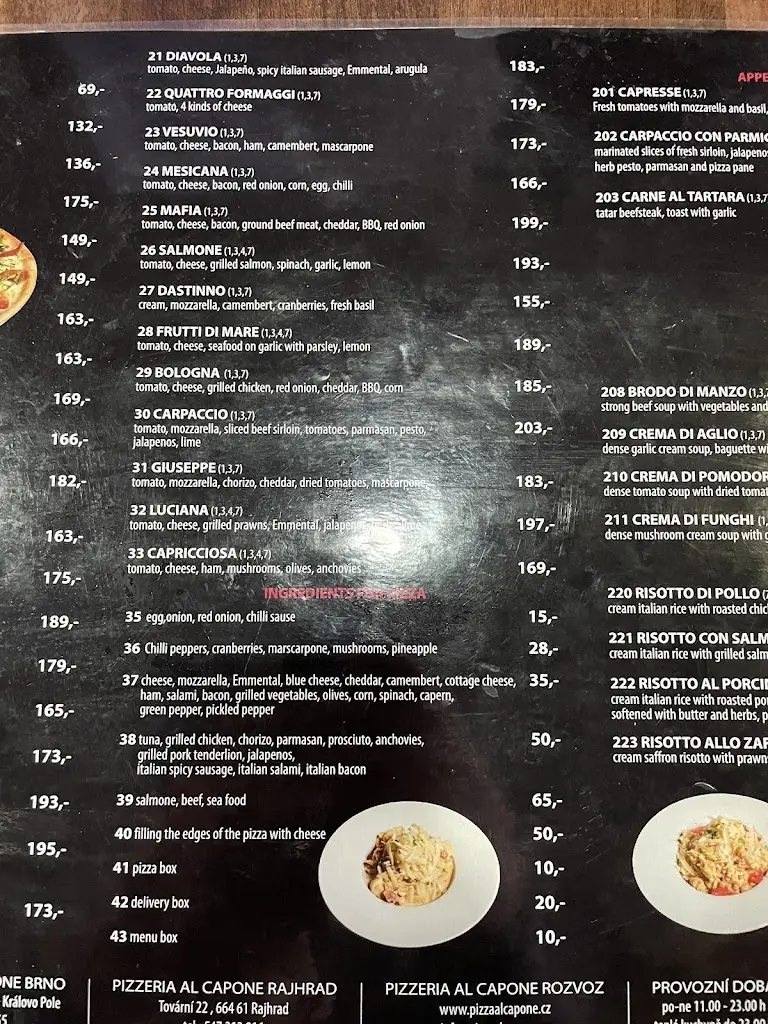 69,-
132,-
136,-
175,-
149,-
149,-
163,-
163,-
169,-
166,-
182,-
163,-
175,-
189,-
179,-
165,-
173,-
193,-
195,-
173,-
21 DIAVOLA (1,3,7) 183,-
tomato, cheese, Jalapeño, spicy italian sausage, Emmental, arugula
22 QUATTRO FORMAGGI (1,3,7) 179,-
tomato, 4 kinds of cheese
23 VESUVIO (1,3,7) 173,-
tomato, cheese, bacon, ham, camembert, mascarpone
24 MESICANA (1,3,7) 166,-
tomato, cheese, bacon, red onion, corn, egg, chilli
25 MAFIA (1,3,7) 199,-
tomato, cheese, bacon, ground beef meat, cheddar, BBQ, red onion
26 SALMONE (1,3,4,7) 193,-
tomato, cheese, grilled salmon, spinach, garlic, lemon
27 DASTINNO (1,3,7) 155,-
cream, mozzarella, camembert, cranberries, fresh basil
28 FRUTTI DI MARE (1,3,4,7) 189,-
tomato, cheese, seafood on garlic with parsley, lemon
29 BOLOGNA (1,3,7) 185,-
tomato, cheese, grilled chicken, red onion, cheddar, BBQ, corn
30 CARPACCIO (1,3,7) 203,-
tomato, mozzarella, sliced beef sirloin, tomatoes, parmasan, pesto,
jalapenos, lime
31 GIUSEPPE (1,3,7) 183,-
tomato, mozzarella, chorizo, cheddar, dried tomatoes, mascarpone,
32 LUCIANA (1,3,4,7) 197,-
tomato, cheese, grilled prawns, Emmental, jalapenos, lime
33 CAPRICCIOSA (1,3,4,7) 169,-
tomato, cheese, ham, mushrooms, olives, anchovies
INGREDIENTS FOR PIZZA
35 egg,onion, red onion, chilli sause 15,-
36 Chilli peppers, cranberries, marscarpone, mushrooms, pineapple 28,-
37 cheese, mozzarella, Emmental, blue cheese, cheddar, camembert, cottage cheese, 35,-
ham, salami, bacon, grilled vegetables, olives, corn, spinach, capern,
green pepper, pickled pepper
38 tuna, grilled chicken, chorizo, parmasan, prosciuto, anchovies, 50,-
grilled pork tenderlion, jalapenos,
italian spicy sausage, italian salami, italian bacon
39 salmone, beef, sea food 65,-
40 filling the edges of the pizza with cheese 50,-
41 pizza box 10,-
42 delivery box 20,-
43 menu box 10,-
APPE
201 CAPRESSE (1,3,7)
Fresh tomatoes with mozzarella and basil,
202 CARPACCIO CON PARMIG
marinated slices of fresh sirloin, jalapenos
herb pesto, parmasan and pizza pane
203 CARNE AL TARTARA (1,3,7
tatar beefsteak, toast with garlic
208 BRODO DI MANZO (1,3,7
strong beef soup with vegetables and
209 CREMA DI AGLIO (1,3,7)
dense garlic cream soup, baguette wi
210 CREMA DI POMODOR
dense tomato soup with dried tomat
211 CREMA DI FUNGHI (1,
dense mushroom cream soup with g
220 RISOTTO DI POLLO (7
cream italian rice with roasted chic
221 RISOTTO CON SALM
cream italian rice with grilled salm
222 RISOTTO AL PORCIN
cream italian rice with roasted por
softened with butter and herbs, p
223 RISOTTO ALLO ZAF
cream saffron risotto with prawns
ONE BRNO
Královo Pole
PIZZERIA AL CAPONE RAJHRAD
Tovární 22 , 664 61 Rajhrad
PIZZERIA AL CAPONE ROZVOZ
www.pizzaalcapone.cz
PROVOZNÍ DOBA
po-ne 11.00 - 23.00 h